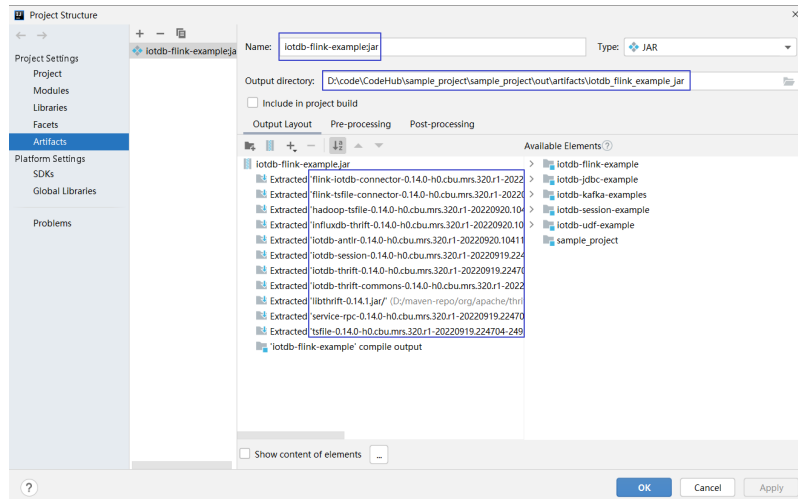 Project Structure
Project Settings
Project
Modules
Libraries
Facets
Artifacts
Platform Settings
SDKs
Global Libraries
Problems
iotdb-flink-example:ja
Name: iotdb-flink-example:jar Type: JAR
Output directory: D:\code\CodeHub\sample_project\sample_project\out\artifacts\iotdb_flink_example_jar
Include in project build
Output Layout Pre-processing Post-processing
Available Elements
iotdb-flink-example.jar
Extracted 'flink-iotdb-connector-0.14.0-h0.cbu.mrs.320.r1-2022
Extracted 'flink-tsfile-connector-0.14.0-h0.cbu.mrs.320.r1-20220
Extracted 'hadoop-tsfile-0.14.0-h0.cbu.mrs.320.r1-20220920.104
Extracted 'influxdb-thrift-0.14.0-h0.cbu.mrs.320.r1-20220920.10
Extracted 'iotdb-antlr-0.14.0-h0.cbu.mrs.320.r1-20220920.10411
Extracted 'iotdb-session-0.14.0-h0.cbu.mrs.320.r1-20220919.224
Extracted 'iotdb-thrift-0.14.0-h0.cbu.mrs.320.r1-20220919.22470
Extracted 'iotdb-thrift-commons-0.14.0-h0.cbu.mrs.320.r1-2022
Extracted 'libthrift-0.14.1.jar/' (D:/maven-repo/org/apache/thri
Extracted 'service-rpc-0.14.0-h0.cbu.mrs.320.r1-20220919.22470
Extracted 'tsfile-0.14.0-h0.cbu.mrs.320.r1-20220919.224704-249
'iotdb-flink-example' compile output
iotdb-flink-example
iotdb-jdbc-example
iotdb-kafka-examples
iotdb-session-example
iotdb-udf-example
sample_project
Show content of elements ...
OK Cancel Apply